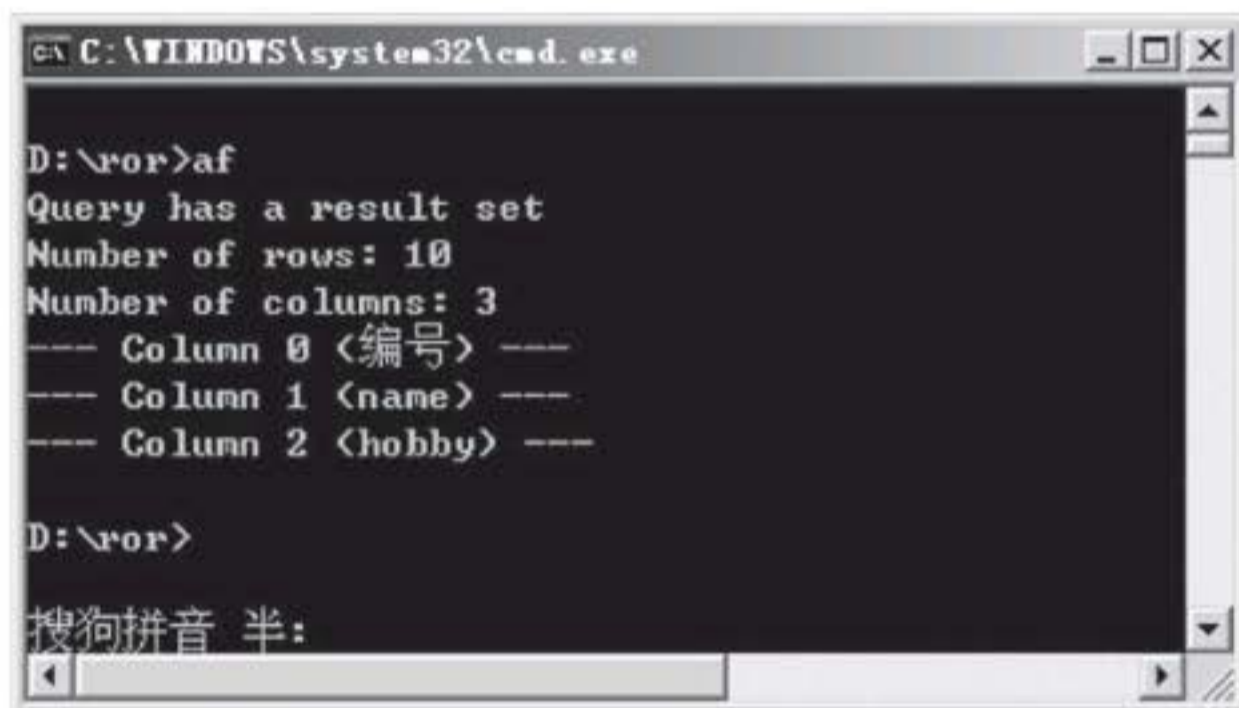 C:\WINDOWS\system32\cmd.exe
D:\ror>af
Query has a result set
Number of rows: 10
Number of columns: 3
--- Column 0 <编号> ---
--- Column 1 <name> ---
--- Column 2 <hobby> ---
D:\ror>
搜狗拼音 半: